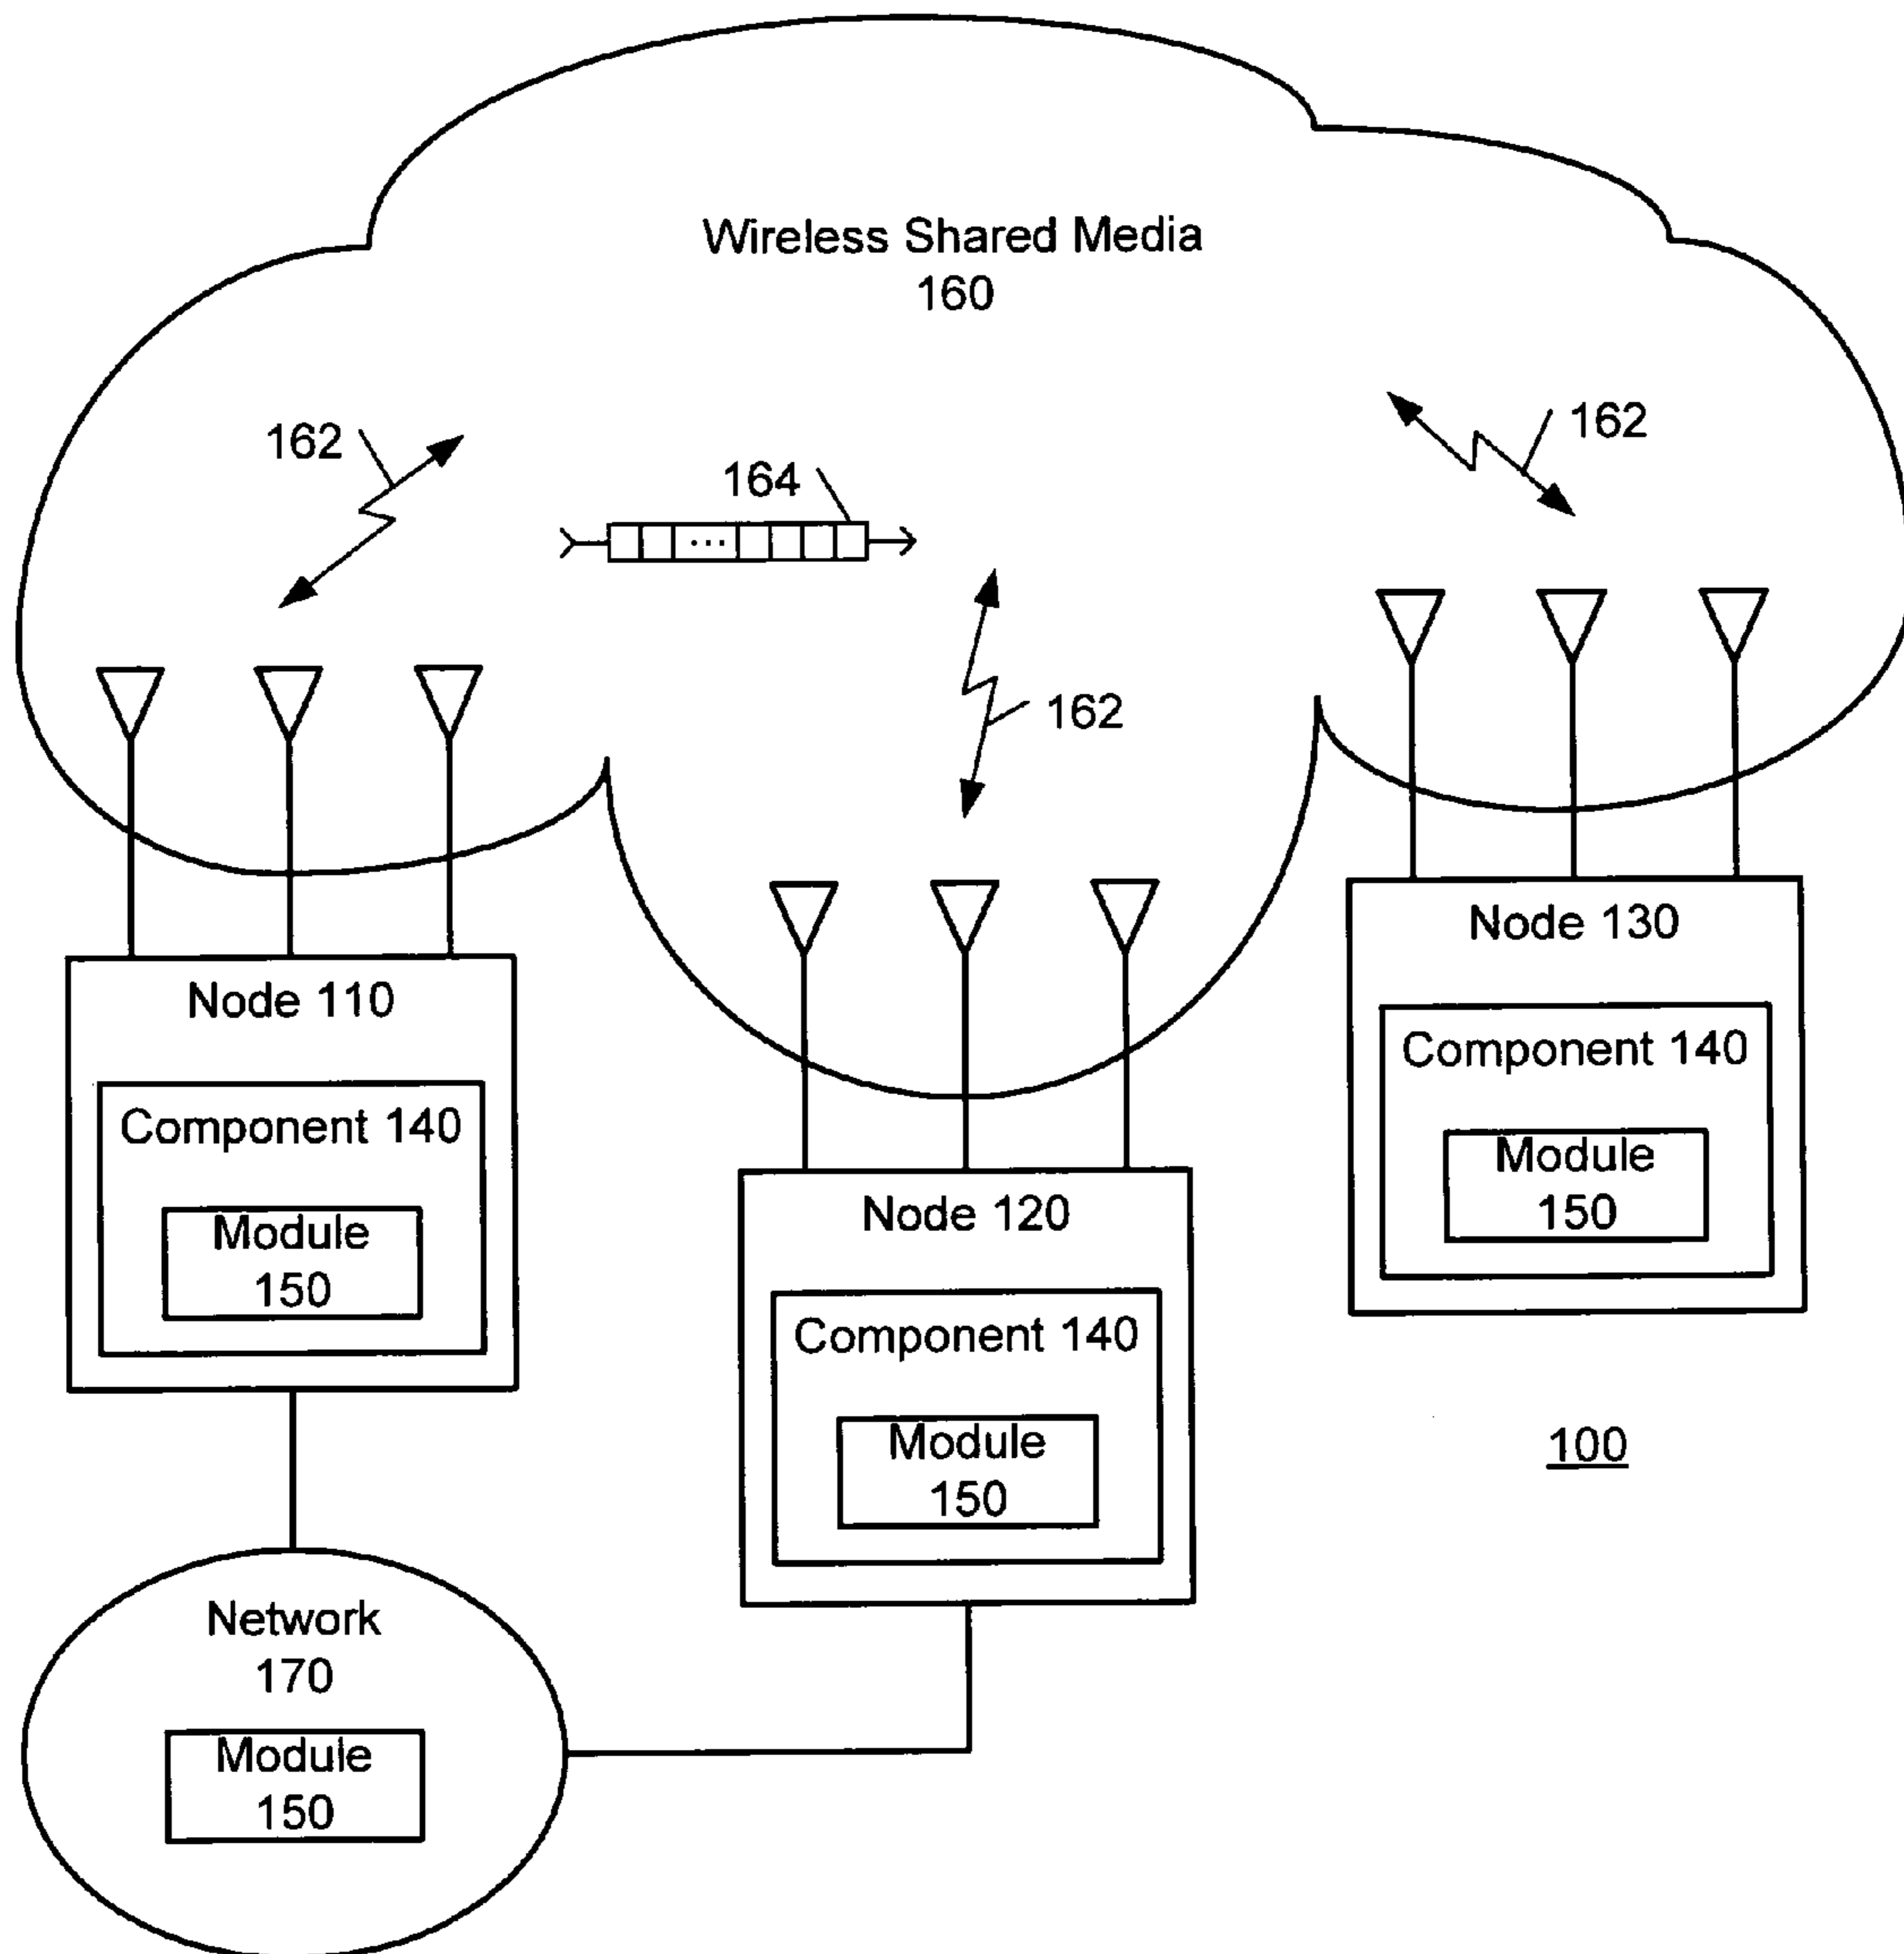 Wireless Shared Media
160
162
162
164
162
Node 130
Component 140
Module
150
Node 110
Component 140
Module
150
Node 120
Component 140
Module
150
100
Network
170
Module
150